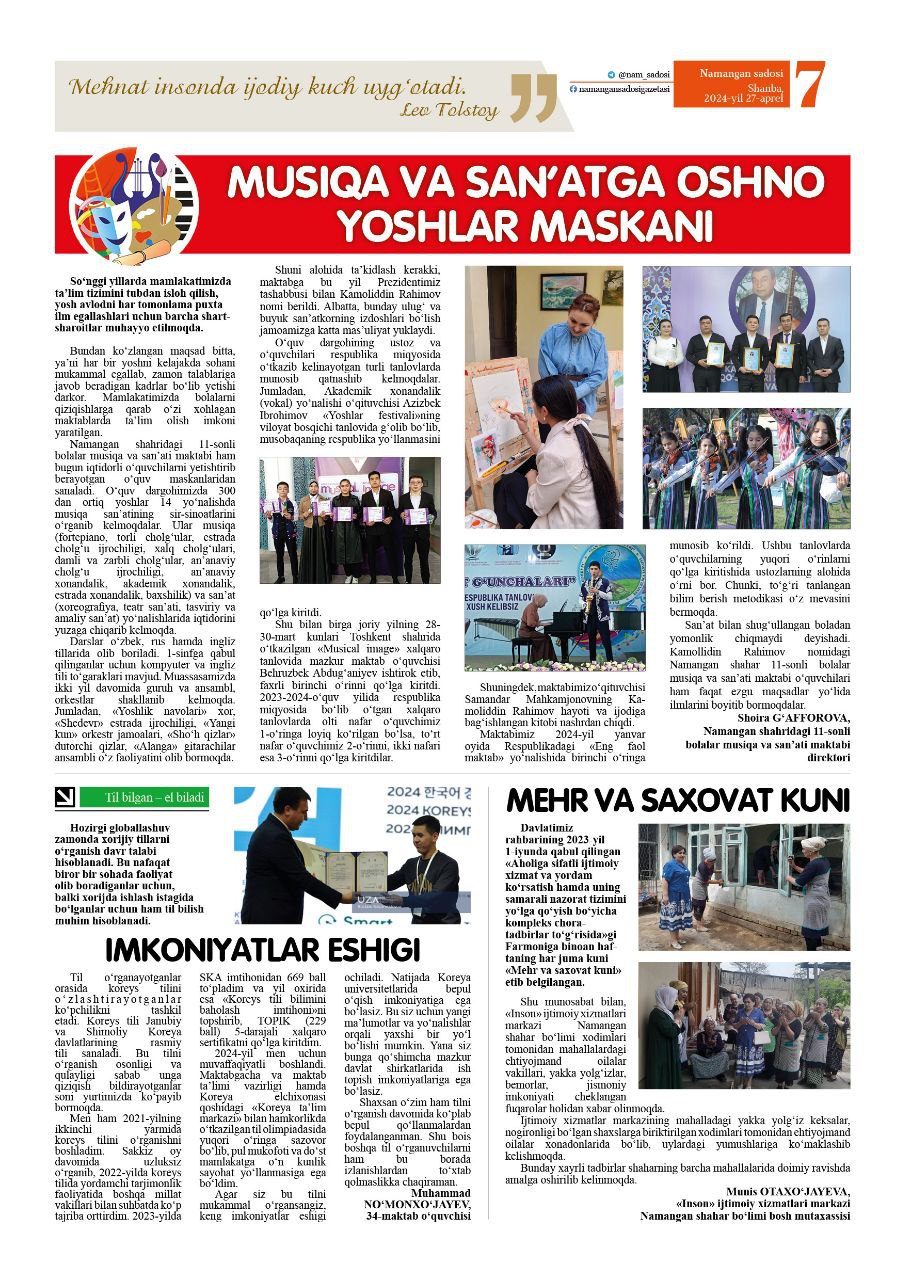 Mehnat insonda ijodiy kuch uyg‘otadi.
Lev Tolstoy
@nam_sadosi
namangansadosigazetasi
Namangan sadosi
Shanba,
2024-yil 27-aprel
7
MUSIQA VA SAN’ATGA OSHNO
YOSHLAR MASKANI
So‘nggi yillarda mamlakatimizda
ta’lim tizimini tubdan isloh qilish,
yosh avlodni har tomonlama puxta
ilm egallashlari uchun barcha shart-
sharoitlar muhayyo etilmoqda.
Bundan ko‘zlangan maqsad bitta,
ya’ni har bir yoshni kelajakda sohani
mukammal egallab, zamon talablariga
javob beradigan kadrlar bo‘lib yetishi
darkor. Mamlakatimizda bolalarni
qiziqishlarga qarab o‘zi xohlagan
maktablarda ta’lim olish imkoni
yaratilgan.
Namangan shahridagi 11-sonli
bolalar musiqa va san’ati maktabi ham
bugun iqtidorli o‘quvchilarni yetishtirib
berayotgan o‘quv maskanlaridan
sanaladi. O‘quv dargohimizda 300
dan ortiq yoshlar 14 yo‘nalishda
musiqa san’atining sir-sinoatlarini
o‘rganib kelmoqdalar. Ular musiqa
(fortepiano, torli cholg‘ular, estrada
cholg‘u ijrochiligi, xalq cholg‘ulari,
damli va zarbli cholg‘ular, an’anaviy
cholg‘u ijrochiligi, an’anaviy
xonandalik, akademik xonandalik,
estrada xonandalik, baxshilik) va san’at
(xoreografiya, teatr san’ati, tasviriy va
amaliy san’at) yo‘nalishlarida iqtidorini
yuzaga chiqarib kelmoqda.
Darslar o‘zbek, rus hamda ingliz
tillarida olib boriladi. 1-sinfga qabul
qilinganlar uchun kompyuter va ingliz
tili to‘garaklari mavjud. Muassasamizda
ikki yil davomida guruh va ansambl,
orkestlar shakllanib kelmoqda.
Jumladan, «Yoshlik navolari» xor,
«Shedevr» estrada ijrochiligi, «Yangi
kun» orkestr jamoalari, «Sho‘h qizlar»
dutorchi qizlar, «Alanga» gitarachilar
ansambli o‘z faoliyatini olib bormoqda.
Shuni alohida ta’kidlash kerakki,
maktabga bu yil Prezidentimiz
tashabbusi bilan Kamoliddin Rahimov
nomi berildi. Albatta, bunday ulug‘ va
buyuk san’atkorning izdoshlari bo‘lish
jamoamizga katta mas’uliyat yuklaydi.
O‘quv dargohining ustoz va
o‘quvchilari respublika miqyosida
o‘tkazib kelinayotgan turli tanlovlarda
munosib qatnashib kelmoqdalar.
Jumladan, Akademik xonandalik
(vokal) yo‘nalishi o‘qituvchisi Azizbek
Ibrohimov «Yoshlar festivali»ning
viloyat bosqichi tanlovida g‘olib bo‘lib,
musobaqaning respublika yo‘llanmasini
qo‘lga kiritdi.
Shu bilan birga joriy yilning 28-
30-mart kunlari Toshkent shahrida
o‘tkazilgan «Musical image» xalqaro
tanlovida mazkur maktab o‘quvchisi
Behruzbek Abdug‘aniyev ishtirok etib,
faxrli birinchi o‘rinni qo‘lga kiritdi.
2023-2024-o‘quv yilida respublika
miqyosida bo‘lib o‘tgan xalqaro
tanlovlarda olti nafar o‘quvchimiz
1-o‘ringa loyiq ko‘rilgan bo‘lsa, to‘rt
nafar o‘quvchimiz 2-o‘rinni, ikki nafari
esa 3-o‘rinni qo‘lga kiritdilar.
F G‘UNCHALARI”
ESPUBLIKA TANLOV
XUSH KELIBSIZ
Shuningdek, maktabimiz o‘qituvchisi
Samandar Mahkamjonovning Ka-
moliddin Rahimov hayoti va ijodiga
bag‘ishlangan kitobi nashrdan chiqdi.
Maktabimiz 2024-yil yanvar
oyida Respublikadagi «Eng faol
maktab» yo‘nalishida birinchi o‘ringa
munosib ko‘rildi. Ushbu tanlovlarda
o‘quvchilarning yuqori o‘rinlarni
qo‘lga kiritishida ustozlarning alohida
o‘rni bor. Chunki, to‘g‘ri tanlangan
bilim berish metodikasi o‘z mevasini
bermoqda.
San’at bilan shug‘ullangan boladan
yomonlik chiqmaydi deyishadi.
Kamollidin Rahimov nomidagi
Namangan shahar 11-sonli bolalar
musiqa va san’ati maktabi o‘quvchilari
ham faqat ezgu maqsadlar yo‘lida
ilmlarini boyitib bormoqdalar.
Shoira G‘AFFOROVA,
Namangan shahridagi 11-sonli
bolalar musiqa va san’ati maktabi
direktori
Til bilgan – el biladi
Hozirgi globallashuv
zamonda xorijiy tillarni
o‘rganish davr talabi
hisoblanadi. Bu nafaqat
biror bir sohada faoliyat
olib boradiganlar uchun,
balki xorijda ishlash istagida
bo‘lganlar uchun ham til bilish
muhim hisoblanadi.
2024 한국어
2024 KOREYS
UZA
Smart
IMKONIYATLAR ESHIGI
Til o‘rganayotganlar
orasida koreys tilini
o‘zlashtirayotganlar
ko‘pchilikni tashkil
etadi. Koreys tili Janubiy
va Shimoliy Koreya
davlatlarining rasmiy
tili sanaladi. Bu tilni
o‘rganish osonligi va
qulayligi sabab unga
qiziqish bildirayotganlar
soni yurtimizda ko‘payib
bormoqda.
Men ham 2021-yilning
ikkinchi yarmida
koreys tilini o‘rganishni
boshladim. Sakkiz oy
davomida uzluksiz
o‘rganib, 2022-yilda koreys
tilida yordamchi tarjimonlik
faoliyatida boshqa millat
vakillari bilan suhbatda ko‘p
tajriba orttirdim. 2023-yilda
SKA imtihonidan 669 ball
to‘pladim va yil oxirida
esa «Koreys tili bilimini
baholash imtihoni»ni
topshirib, TOPIK (229
ball) 5-darajali xalqaro
sertifikatni qo‘lga kiritdim.
2024-yil men uchun
muvaffaqiyatli boshlandi.
Maktabgacha va maktab
ta’limi vazirligi hamda
Koreya elchixonasi
qoshidagi «Koreya ta’lim
markazi» bilan hamkorlikda
o‘tkazilgan til olimpiadasida
yuqori o‘ringa sazovor
bo‘lib, pul mukofoti va do‘st
mamlakatga o‘n kunlik
sayohat yo‘llanmasiga ega
bo‘ldim.
Agar siz bu tilni
mukammal o‘rgansangiz,
keng imkoniyatlar eshigi
ochiladi. Natijada Koreya
universitetlarida bepul
o‘qish imkoniyatiga ega
bo‘lasiz. Bu siz uchun yangi
ma’lumotlar va yo‘nalishlar
orqali yaxshi bir yo‘l
bo‘lishi mumkin. Yana siz
bunga qo‘shimcha mazkur
davlat shirkatlarida ish
topish imkoniyatlariga ega
bo‘lasiz.
Shaxsan o‘zim ham tilni
o‘rganish davomida ko‘plab
bepul qo‘llanmalardan
foydalanganman. Shu bois
boshqa til o‘rganuvchilarni
ham bu borada
izlanishlardan to‘xtab
qolmaslikka chaqiraman.
Muhammad
NO‘MONXO‘JAYEV,
34-maktab o‘quvchisi
MEHR VA SAXOVAT KUNI
Davlatimiz
rahbarining 2023-yil
1-iyunda qabul qilingan
«Aholiga sifatli ijtimoiy
xizmat va yordam
ko‘rsatish hamda uning
samarali nazorat tizimini
yo‘lga qo‘yish bo‘yicha
kompleks chora-
tadbirlar to‘g‘risida»gi
Farmoniga binoan haf-
taning har juma kuni
«Mehr va saxovat kuni»
etib belgilangan.
Shu munosabat bilan,
«Inson» ijtimoiy xizmatlari
markazi Namangan
shahar bo‘limi xodimlari
tomonidan mahallalardagi
ehtiyojmand oilalar
vakillari, yakka yolg‘izlar,
bemorlar, jismoniy
imkoniyati cheklangan
fuqarolar holidan xabar olinmoqda.
Ijtimoiy xizmatlar markazining mahalladagi yakka yolg‘iz keksalar,
nogironligi bo‘lgan shaxslarga biriktirilgan xodimlari tomonidan ehtiyojmand
oilalar xonadonlarida bo‘lib, uylardagi yumushlariga ko‘maklashib
kelishmoqda.
Bunday xayrli tadbirlar shaharning barcha mahallalarida doimiy ravishda
amalga oshirilib kelinmoqda.
Munis OTAXO‘JAYEVA,
«Inson» ijtimoiy xizmatlari markazi
Namangan shahar bo‘limi bosh mutaxassisi